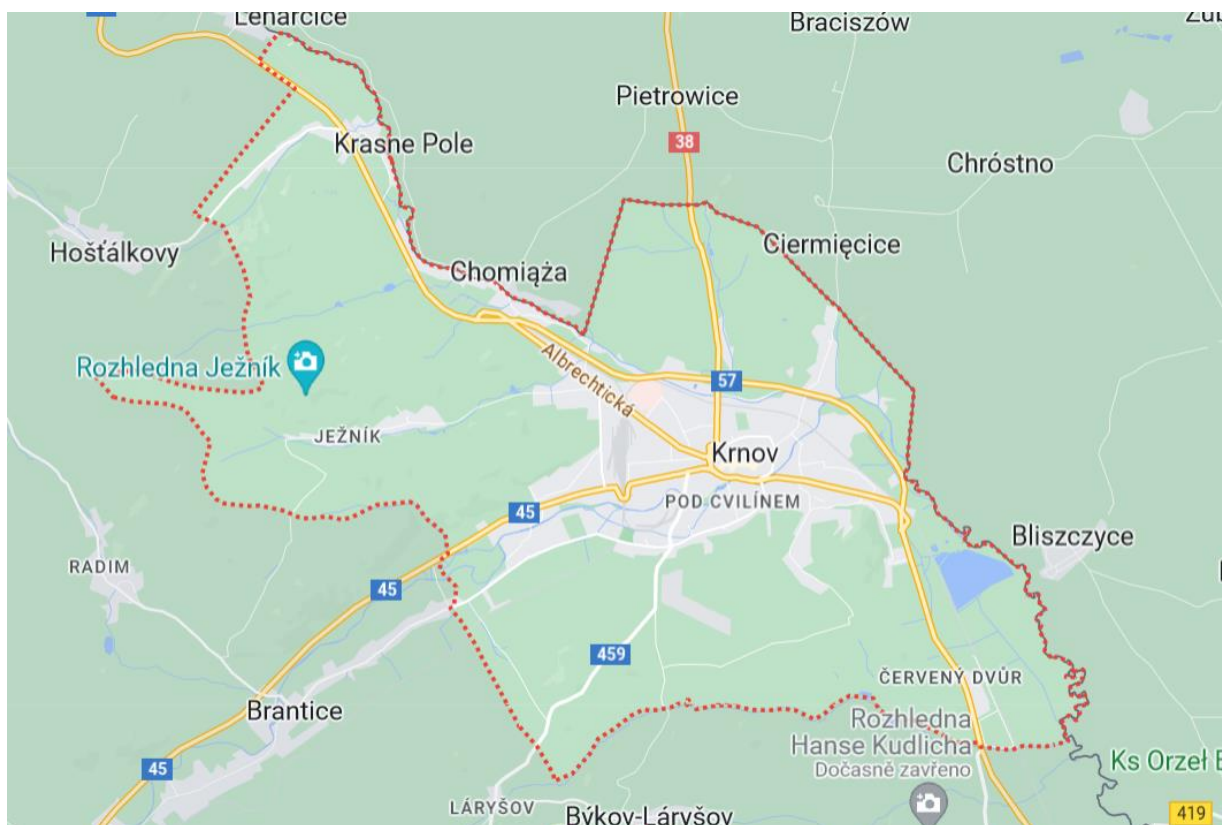 Lenarcice
Braciszów
Pietrowice
38
Krasne Pole
Chróstno
Hošťálkovy
Ciermięcice
Chomiąża
Albrechtická
Rozhledna Ježník
57
JEŽNÍK
Krnov
POD CVILÍNEM
45
Bliszczyce
RADIM
45
459
ČERVENÝ DVŮR
Brantice
Rozhledna
Hanse Kudlicha
Dočasně zavřeno
Ks Orzeł
45
LÁRYŠOV
Býkov-Láryšov
419